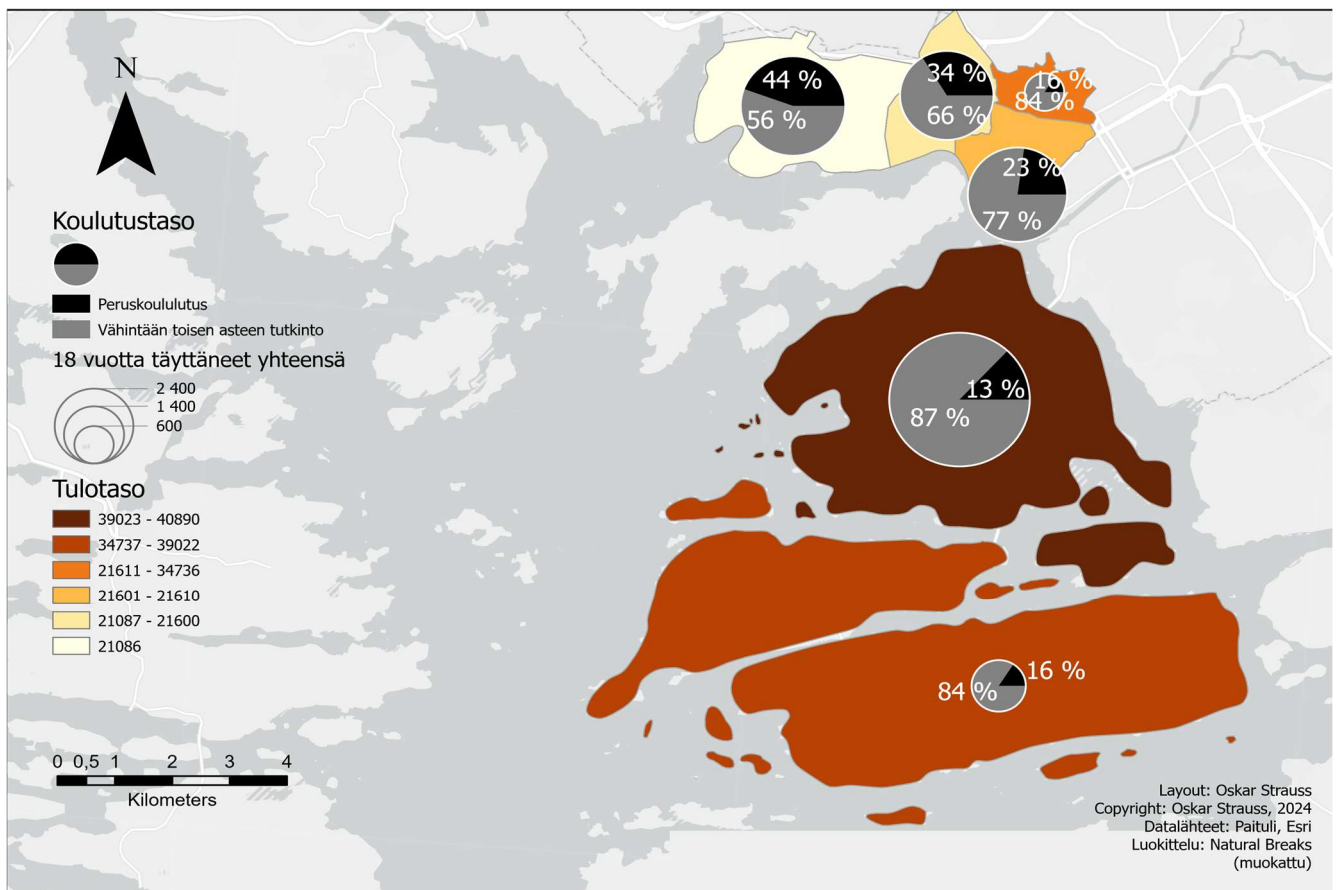 N
Koulutustaso
Peruskoululutus
Vähintään toisen asteen tutkinto
18 vuotta täyttäneet yhteensä
2 400
1 400
600
Tulotaso
39023 - 40890
34737 - 39022
21611 - 34736
21601 - 21610
21087 - 21600
21086
0 0,5 1 2 3 4
Kilometers
44 %
56 %
34 %
66 %
16 %
84 %
23 %
77 %
13 %
87 %
16 %
84 %
Layout: Oskar Strauss
Copyright: Oskar Strauss, 2024
Datalähteet: Paituli, Esri
Luokittelu: Natural Breaks
(muokattu)